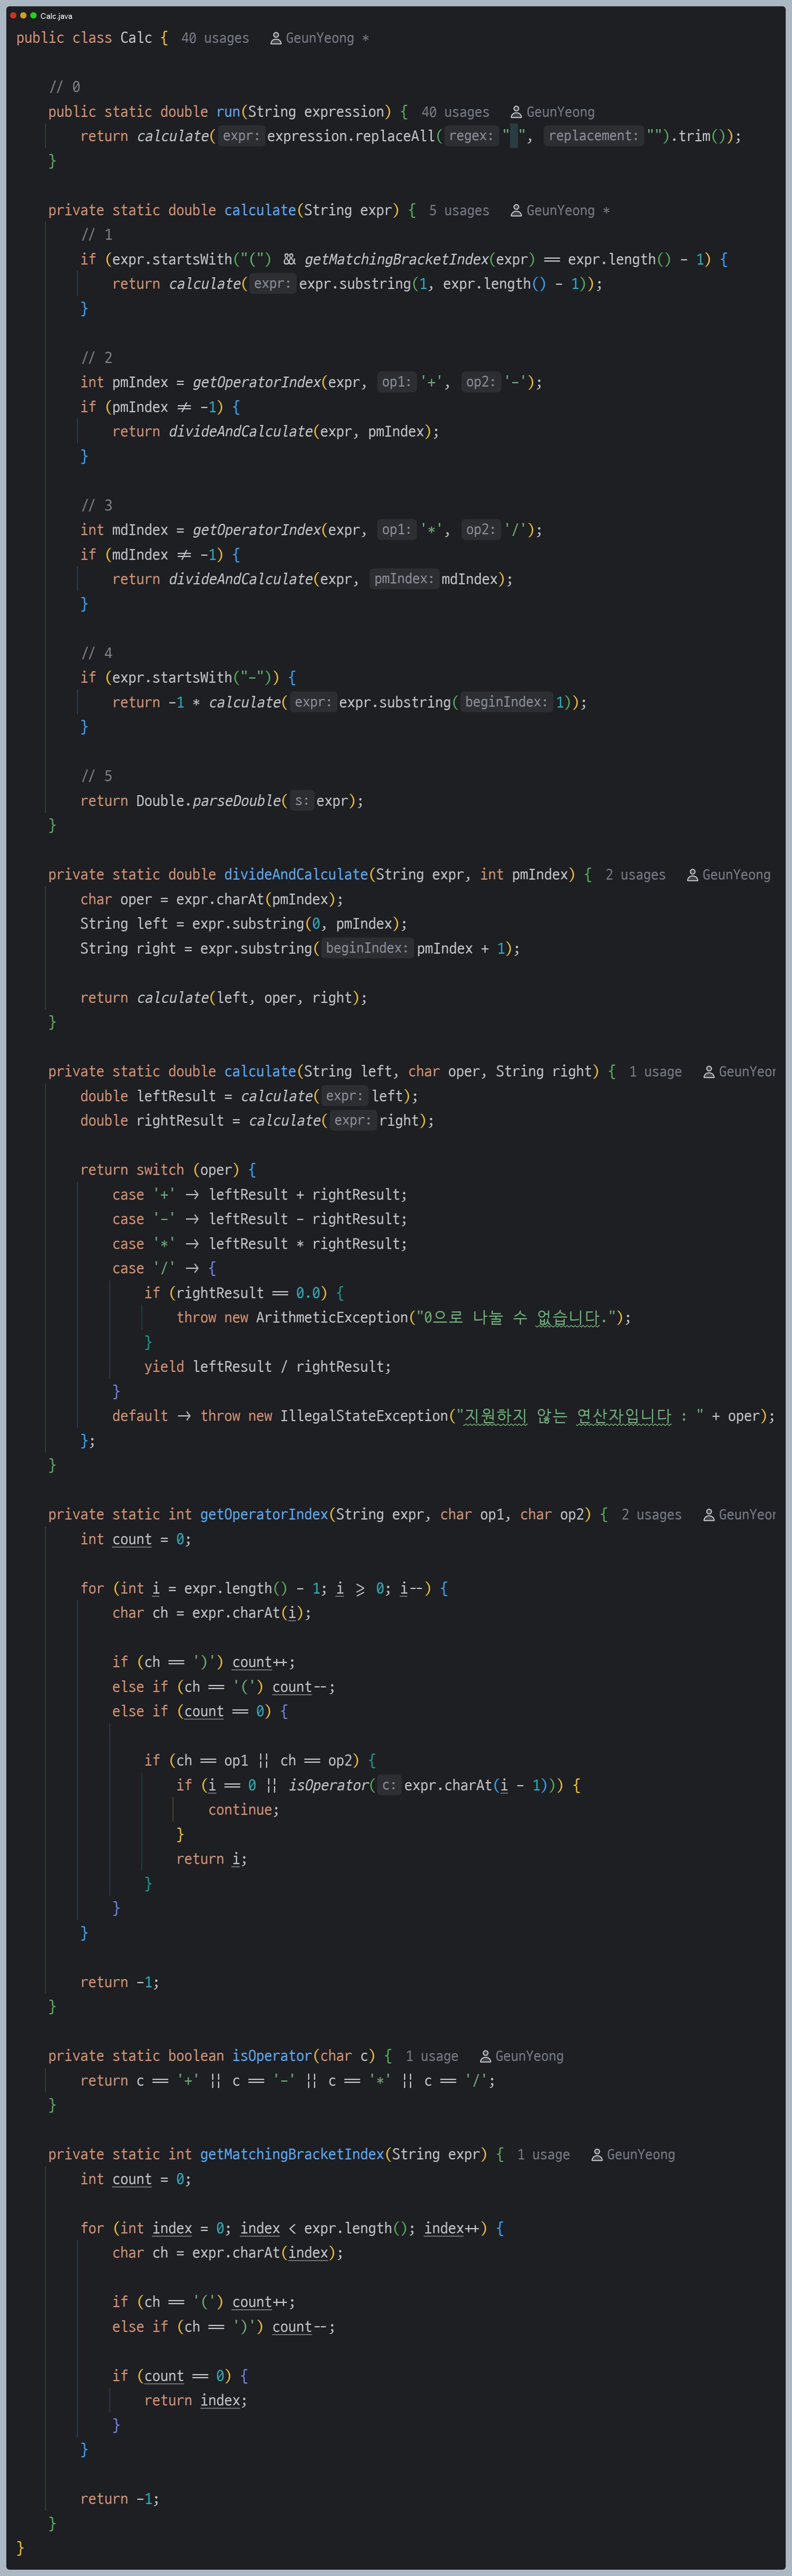 Calc.java
public class Calc {  40 usages  GeunYeong *
// 0
public static double run(String expression) {  40 usages  GeunYeong
return calculate( expr: expression.replaceAll( regex: " ", replacement: "").trim());
}
private static double calculate(String expr) {  5 usages  GeunYeong *
// 1
if (expr.startsWith("(") && getMatchingBracketIndex(expr) == expr.length() - 1) {
return calculate( expr: expr.substring(1, expr.length() - 1));
}
// 2
int pmIndex = getOperatorIndex(expr, op1: '+', op2: '-');
if (pmIndex != -1) {
return divideAndCalculate(expr, pmIndex);
}
// 3
int mdIndex = getOperatorIndex(expr, op1: '*', op2: '/');
if (mdIndex != -1) {
return divideAndCalculate(expr, pmIndex: mdIndex);
}
// 4
if (expr.startsWith("-")) {
return -1 * calculate( expr: expr.substring( beginIndex: 1));
}
// 5
return Double.parseDouble( s: expr);
}
private static double divideAndCalculate(String expr, int pmIndex) {  2 usages  GeunYeong
char oper = expr.charAt(pmIndex);
String left = expr.substring(0, pmIndex);
String right = expr.substring( beginIndex: pmIndex + 1);
return calculate(left, oper, right);
}
private static double calculate(String left, char oper, String right) {  1 usage  GeunYeor
double leftResult = calculate( expr: left);
double rightResult = calculate( expr: right);
return switch (oper) {
case '+' -> leftResult + rightResult;
case '-' -> leftResult - rightResult;
case '*' -> leftResult * rightResult;
case '/' -> {
if (rightResult == 0.0) {
throw new ArithmeticException("0으로 나눌 수 없습니다.");
}
yield leftResult / rightResult;
}
default -> throw new IllegalStateException("지원하지 않는 연산자입니다 : " + oper);
};
}
private static int getOperatorIndex(String expr, char op1, char op2) {  2 usages  GeunYeor
int count = 0;
for (int i = expr.length() - 1; i >= 0; i--) {
char ch = expr.charAt(i);
if (ch == ')') count++;
else if (ch == '(') count--;
else if (count == 0) {
if (ch == op1 || ch == op2) {
if (i == 0 || isOperator( c: expr.charAt(i - 1))) {
continue;
}
return i;
}
}
}
return -1;
}
private static boolean isOperator(char c) {  1 usage  GeunYeong
return c == '+' || c == '-' || c == '*' || c == '/';
}
private static int getMatchingBracketIndex(String expr) {  1 usage  GeunYeong
int count = 0;
for (int index = 0; index < expr.length(); index++) {
char ch = expr.charAt(index);
if (ch == '(') count++;
else if (ch == ')') count--;
if (count == 0) {
return index;
}
}
return -1;
}
}